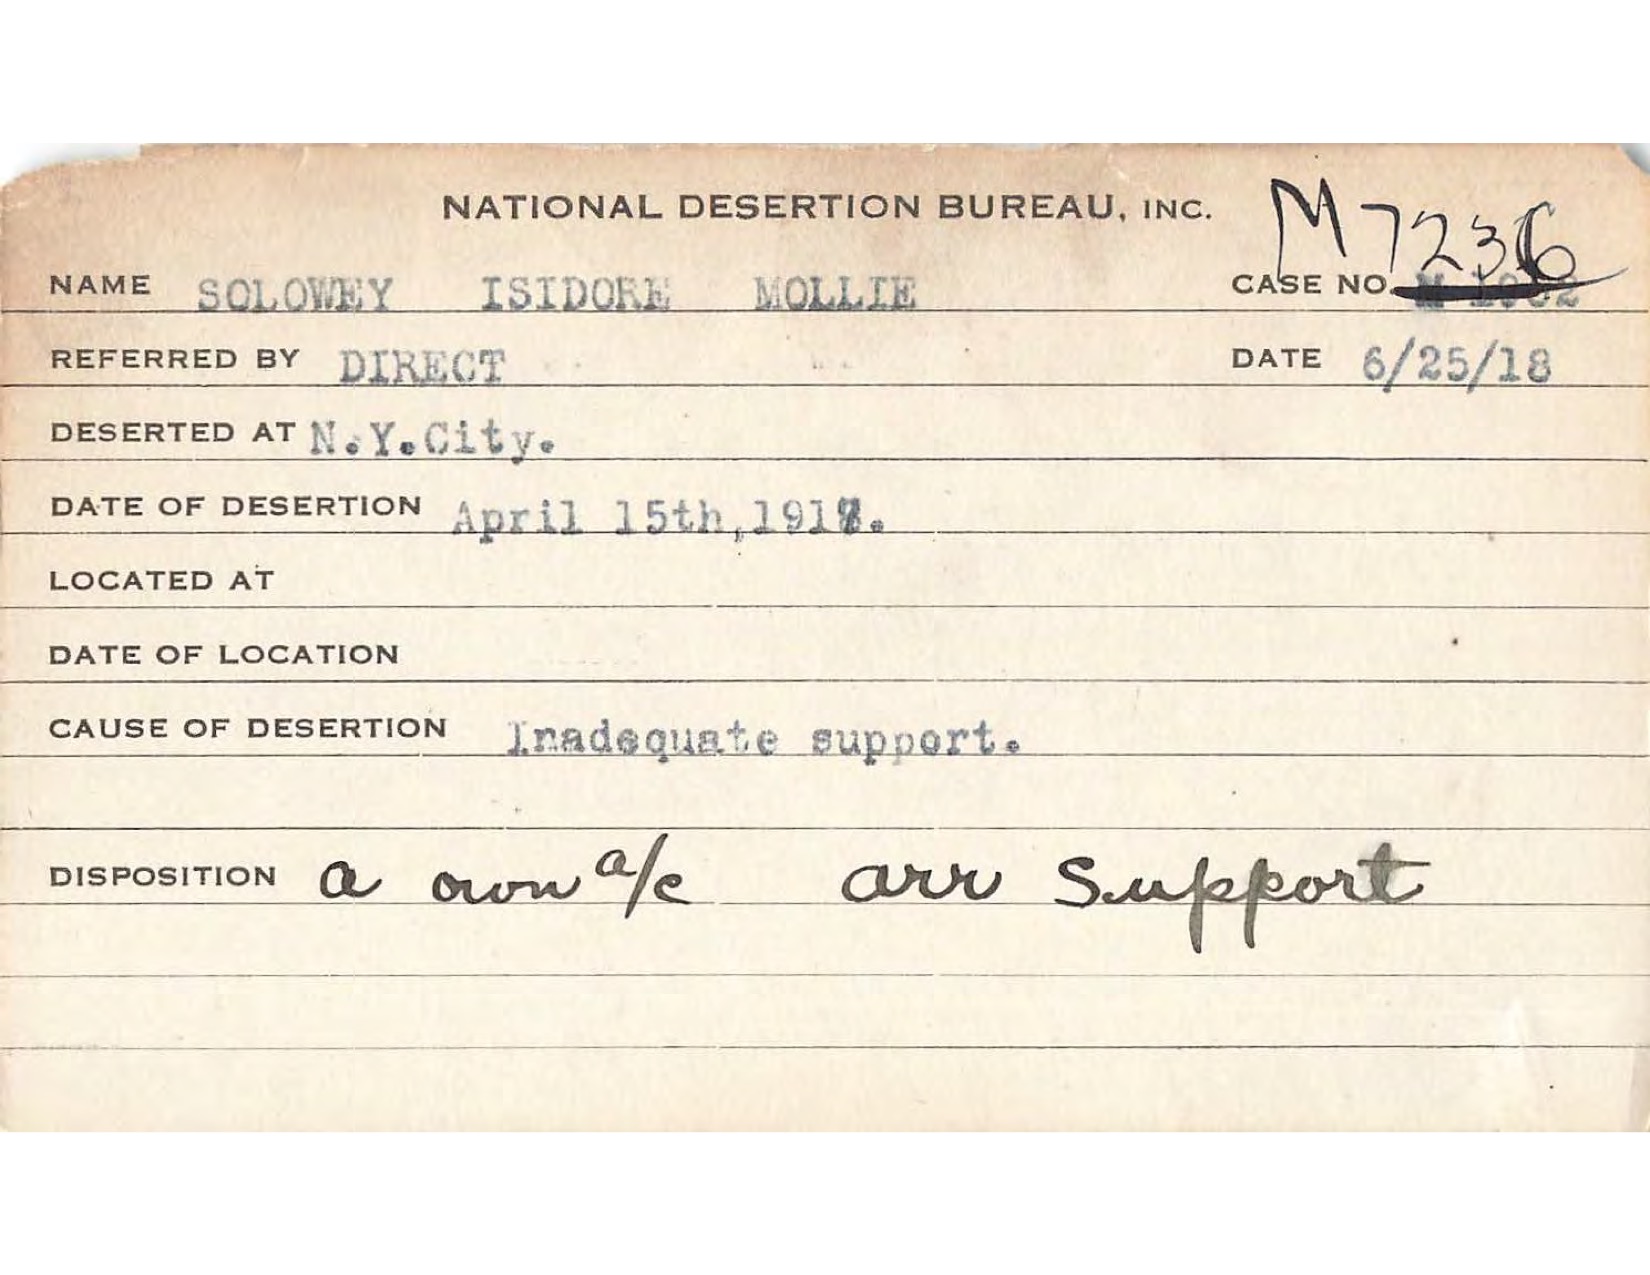 NATIONAL DESERTION BUREAU, INC. M 7236
NAME SOLOWEY ISIDORE MOLLIE CASE NO. M
REFERRED BY DIRECT DATE 6/25/18
DESERTED AT N.Y.City.
DATE OF DESERTION April 15th,1917.
LOCATED AT
DATE OF LOCATION
CAUSE OF DESERTION Inadequate support.
DISPOSITION a own a/c arr Support